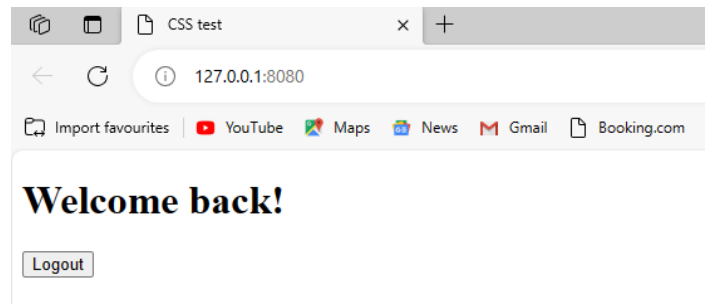 CSS test
127.0.0.1:8080
Import favourites YouTube Maps News Gmail Booking.com
Welcome back!
Logout